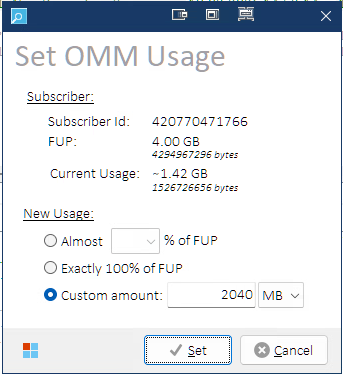 Set OMM Usage
Subscriber:
Subscriber Id: 420770471766
FUP: 4.00 GB
4294967296 bytes
Current Usage: ~1.42 GB
1526726656 bytes
New Usage:
Almost % of FUP
Exactly 100% of FUP
Custom amount: 2040 MB
Set Cancel